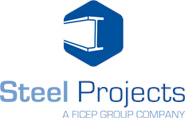 Steel Projects
A FICEP GROUP COMPANY